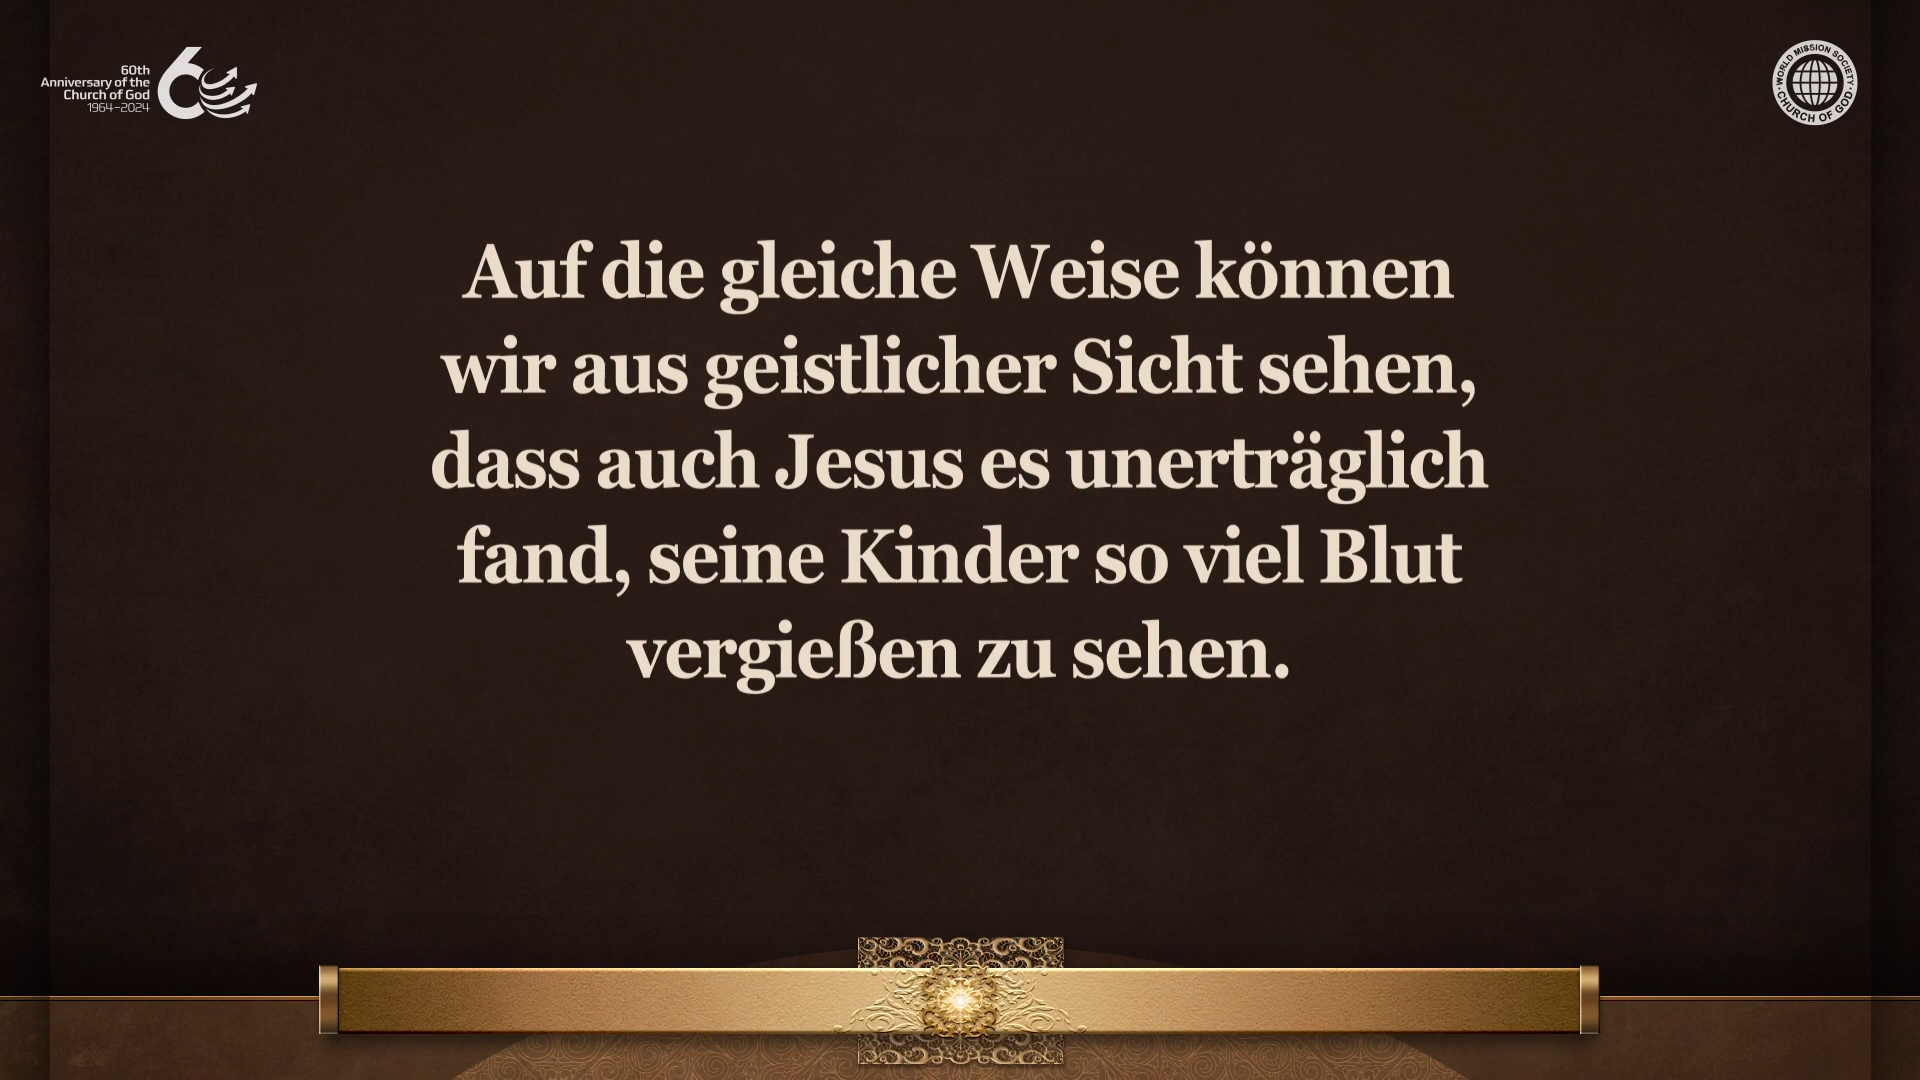 60th
Anniversary of the
Church of God
1964–2024
WORLD MISSION SOCIETY
CHURCH OF GOD
Auf die gleiche Weise können
wir aus geistlicher Sicht sehen,
dass auch Jesus es unerträglich
fand, seine Kinder so viel Blut
vergießen zu sehen.